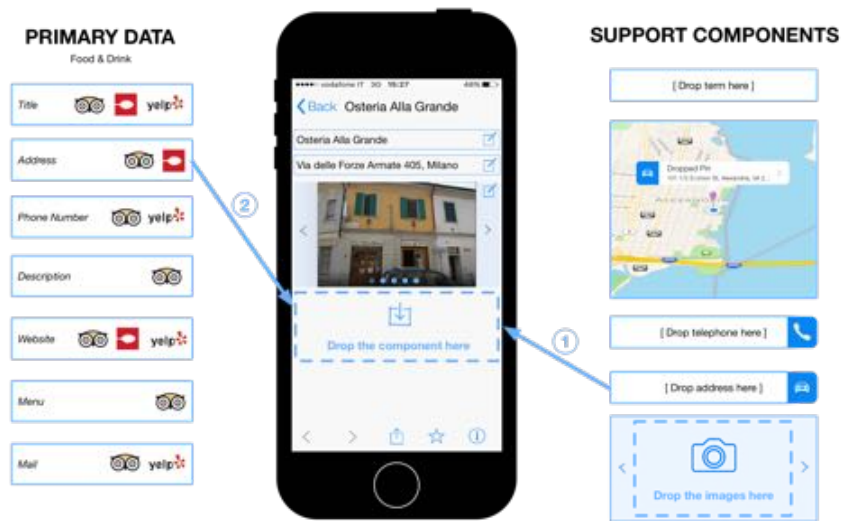 PRIMARY DATA
Food & Drink
Title
yelp
Address
Phone Number
yelp
Description
Website
yelp
Menu
Mail
yelp
vodafone IT 3G 15:27
Back Osteria Alla Grande
Osteria Alla Grande
Via delle Forze Armate 405, Milano
Drop the component here
2
1
SUPPORT COMPONENTS
[ Drop term here ]
Dropped Pin
[ Drop telephone here ]
[ Drop address here ]
Drop the images here